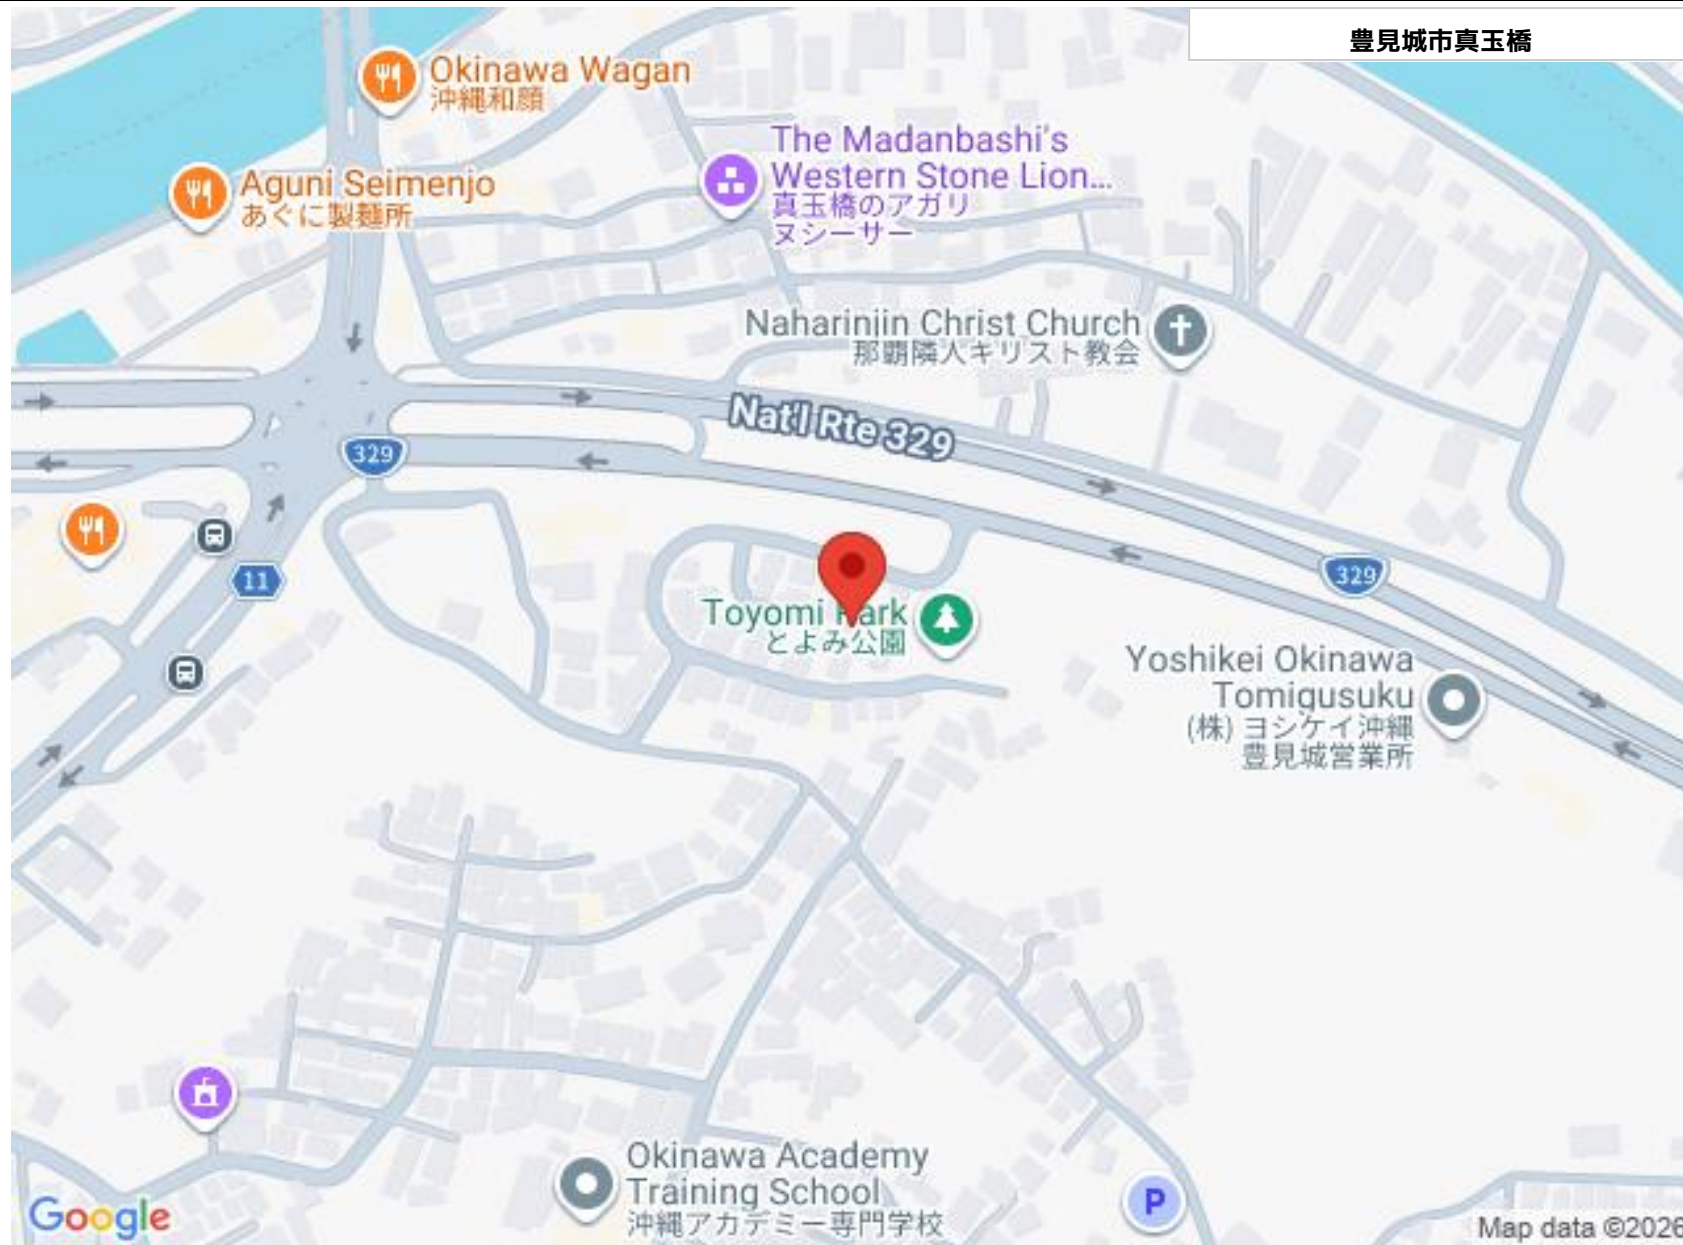 豊見城市真玉橋
Okinawa Wagan
沖縄和顔
The Madanbashi's
Western Stone Lion...
真玉橋のアガリ
ヌシーサー
Aguni Seimenjo
あぐに製麺所
Naharinjin Christ Church
那覇隣人キリスト教会
Nat'l Rte 329
329
11
329
Toyomi Park
とよみ公園
Yoshikei Okinawa
Tomigusuku
(株) ヨシケイ沖縄
豊見城営業所
Okinawa Academy
Training School
沖縄アカデミー専門学校
P
Google
Map data ©2026